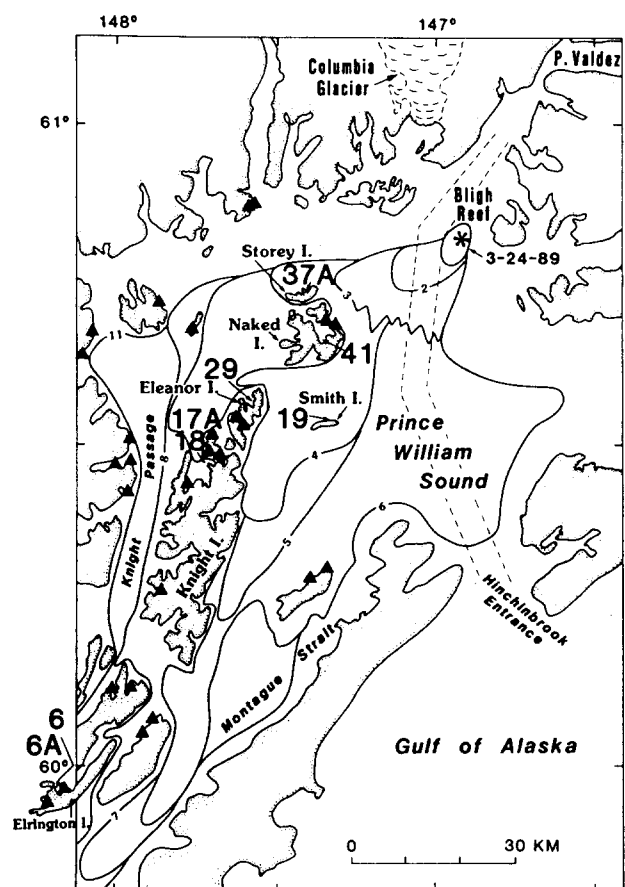 148°
147°
Columbia
Glacier
P. Valdez
61°
Bligh
Reef
3-24-89
2
Storey I.
37A
3
11
Naked
I.
41
29
Eleanor I.
17A
18
19
Smith I.
Prince
William
Sound
Passage
8
4
6
5
Knight
Knight I.
Hinchinbrook
Entrance
Montague Strait
6
6A
60°
Gulf of Alaska
Elrington I.
7
0 30 KM